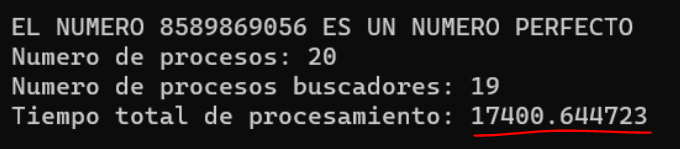 EL NUMERO 8589869056 ES UN NUMERO PERFECTO
Numero de procesos: 20
Numero de procesos buscadores: 19
Tiempo total de procesamiento: 17400.644723